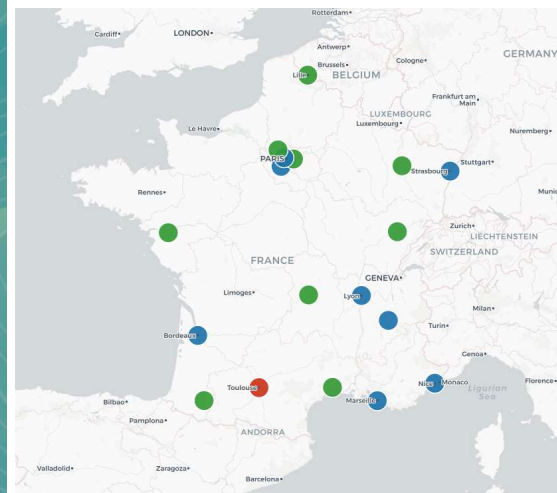 Rotterdam
Cardiff
LONDON
Antwerp
GERMANY
Brussels
Cologne
Lille
BELGIUM
Frankfurt am
Main
LUXEMBOURG
Luxembourg
Le Havre
Nuremberg
PARIS
Stuttgart
Strasbourg
Rennes
Munic
Zurich
LIECHTENSTEIN
SWITZERLAND
FRANCE
GENEVA
Limoges
Lyon
Milan
Turin
Bordeaux
Genoa
Nice
Monaco
Florence
Toulouse
Ligurian
Sea
Marseille
Bilbao
Pamplona
ANDORRA
Valladolid
Zaragoza
Barcelona